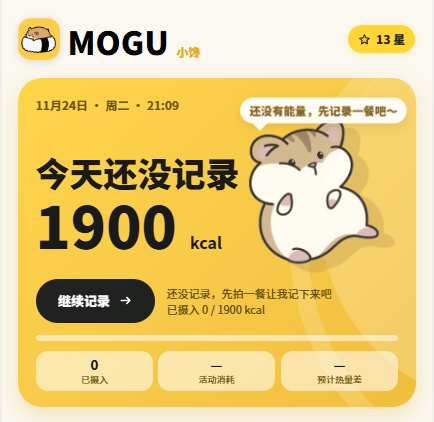 MOGU 小馋
13 星
11月24日 · 周二 · 21:09
还没有能量，先记录一餐吧～
今天还没记录
1900 kcal
继续记录 →
还没记录，先拍一餐让我记下来吧
已摄入 0 / 1900 kcal
0
已摄入
—
活动消耗
—
预计热量差